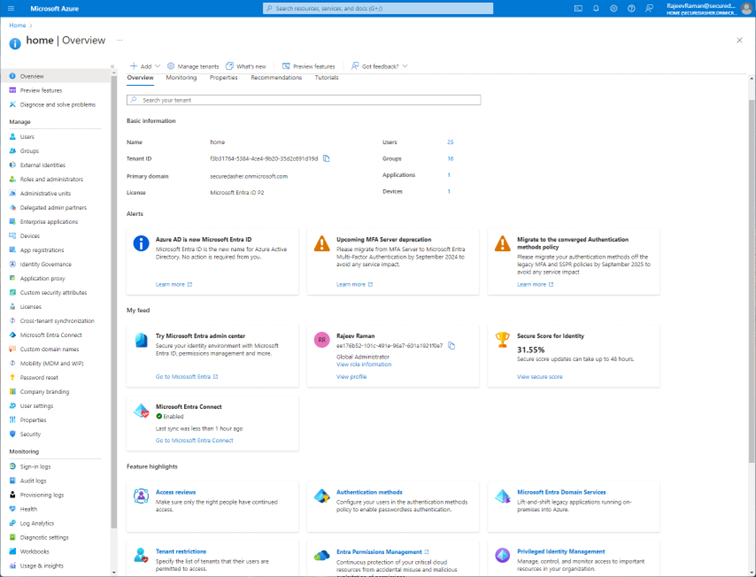 Microsoft Azure
Search resources, services, and docs (G+/)
RajeevRaman@secured...
HOME (SECUREDASHER.ONMICR...
Home
home | Overview
Add
Manage tenants
What's new
Preview features
Got feedback?
Overview
Preview features
Diagnose and solve problems
Manage
Users
Groups
External Identities
Roles and administrators
Administrative units
Delegated admin partners
Enterprise applications
Devices
App registrations
Identity Governance
Application proxy
Custom security attributes
Licenses
Cross-tenant synchronization
Microsoft Entra Connect
Custom domain names
Mobility (MDM and WIP)
Password reset
Company branding
User settings
Properties
Security
Monitoring
Sign-in logs
Audit logs
Provisioning logs
Health
Log Analytics
Diagnostic settings
Workbooks
Usage & insights
Overview Monitoring Properties Recommendations Tutorials
Search your tenant
Basic information
Name home Users 25
Tenant ID Groups 16
Primary domain securedasher.onmicrosoft.com Applications 1
License Microsoft Entra ID P2 Devices 1
Alerts
Azure AD is now Microsoft Entra ID
Microsoft Entra ID is the new name for Azure Active
Directory. No action is required from you.
Learn more
Upcoming MFA Server deprecation
Please migrate from MFA Server to Microsoft Entra
Multi-Factor Authentication by September 2024 to
avoid any service impact.
Learn more
Migrate to the converged Authentication
methods policy
Please migrate your authentication methods off the
legacy MFA and SSPR policies by September 2025 to
avoid any service impact
Learn more
My feed
Try Microsoft Entra admin center
Secure your identity environment with Microsoft
Entra ID, permissions management and more.
Go to Microsoft Entra
RR
Rajeev Raman
Global Administrator
View role information
View profile
Secure Score for Identity
31.55%
Secure score updates can take up to 48 hours.
View secure score
Microsoft Entra Connect
Enabled
Last sync was less than 1 hour ago
Go to Microsoft Entra Connect
Feature highlights
Access reviews
Make sure only the right people have continued
access.
Authentication methods
Configure your users in the authentication methods
policy to enable passwordless authentication.
Microsoft Entra Domain Services
Lift-and-shift legacy applications running on-
premises into Azure.
Tenant restrictions
Specify the list of tenants that their users are
permitted to access.
Entra Permissions Management
Continuous protection of your critical cloud
resources from accidental misuse and malicious
Privileged Identity Management
Manage, control, and monitor access to important
resources in your organization.